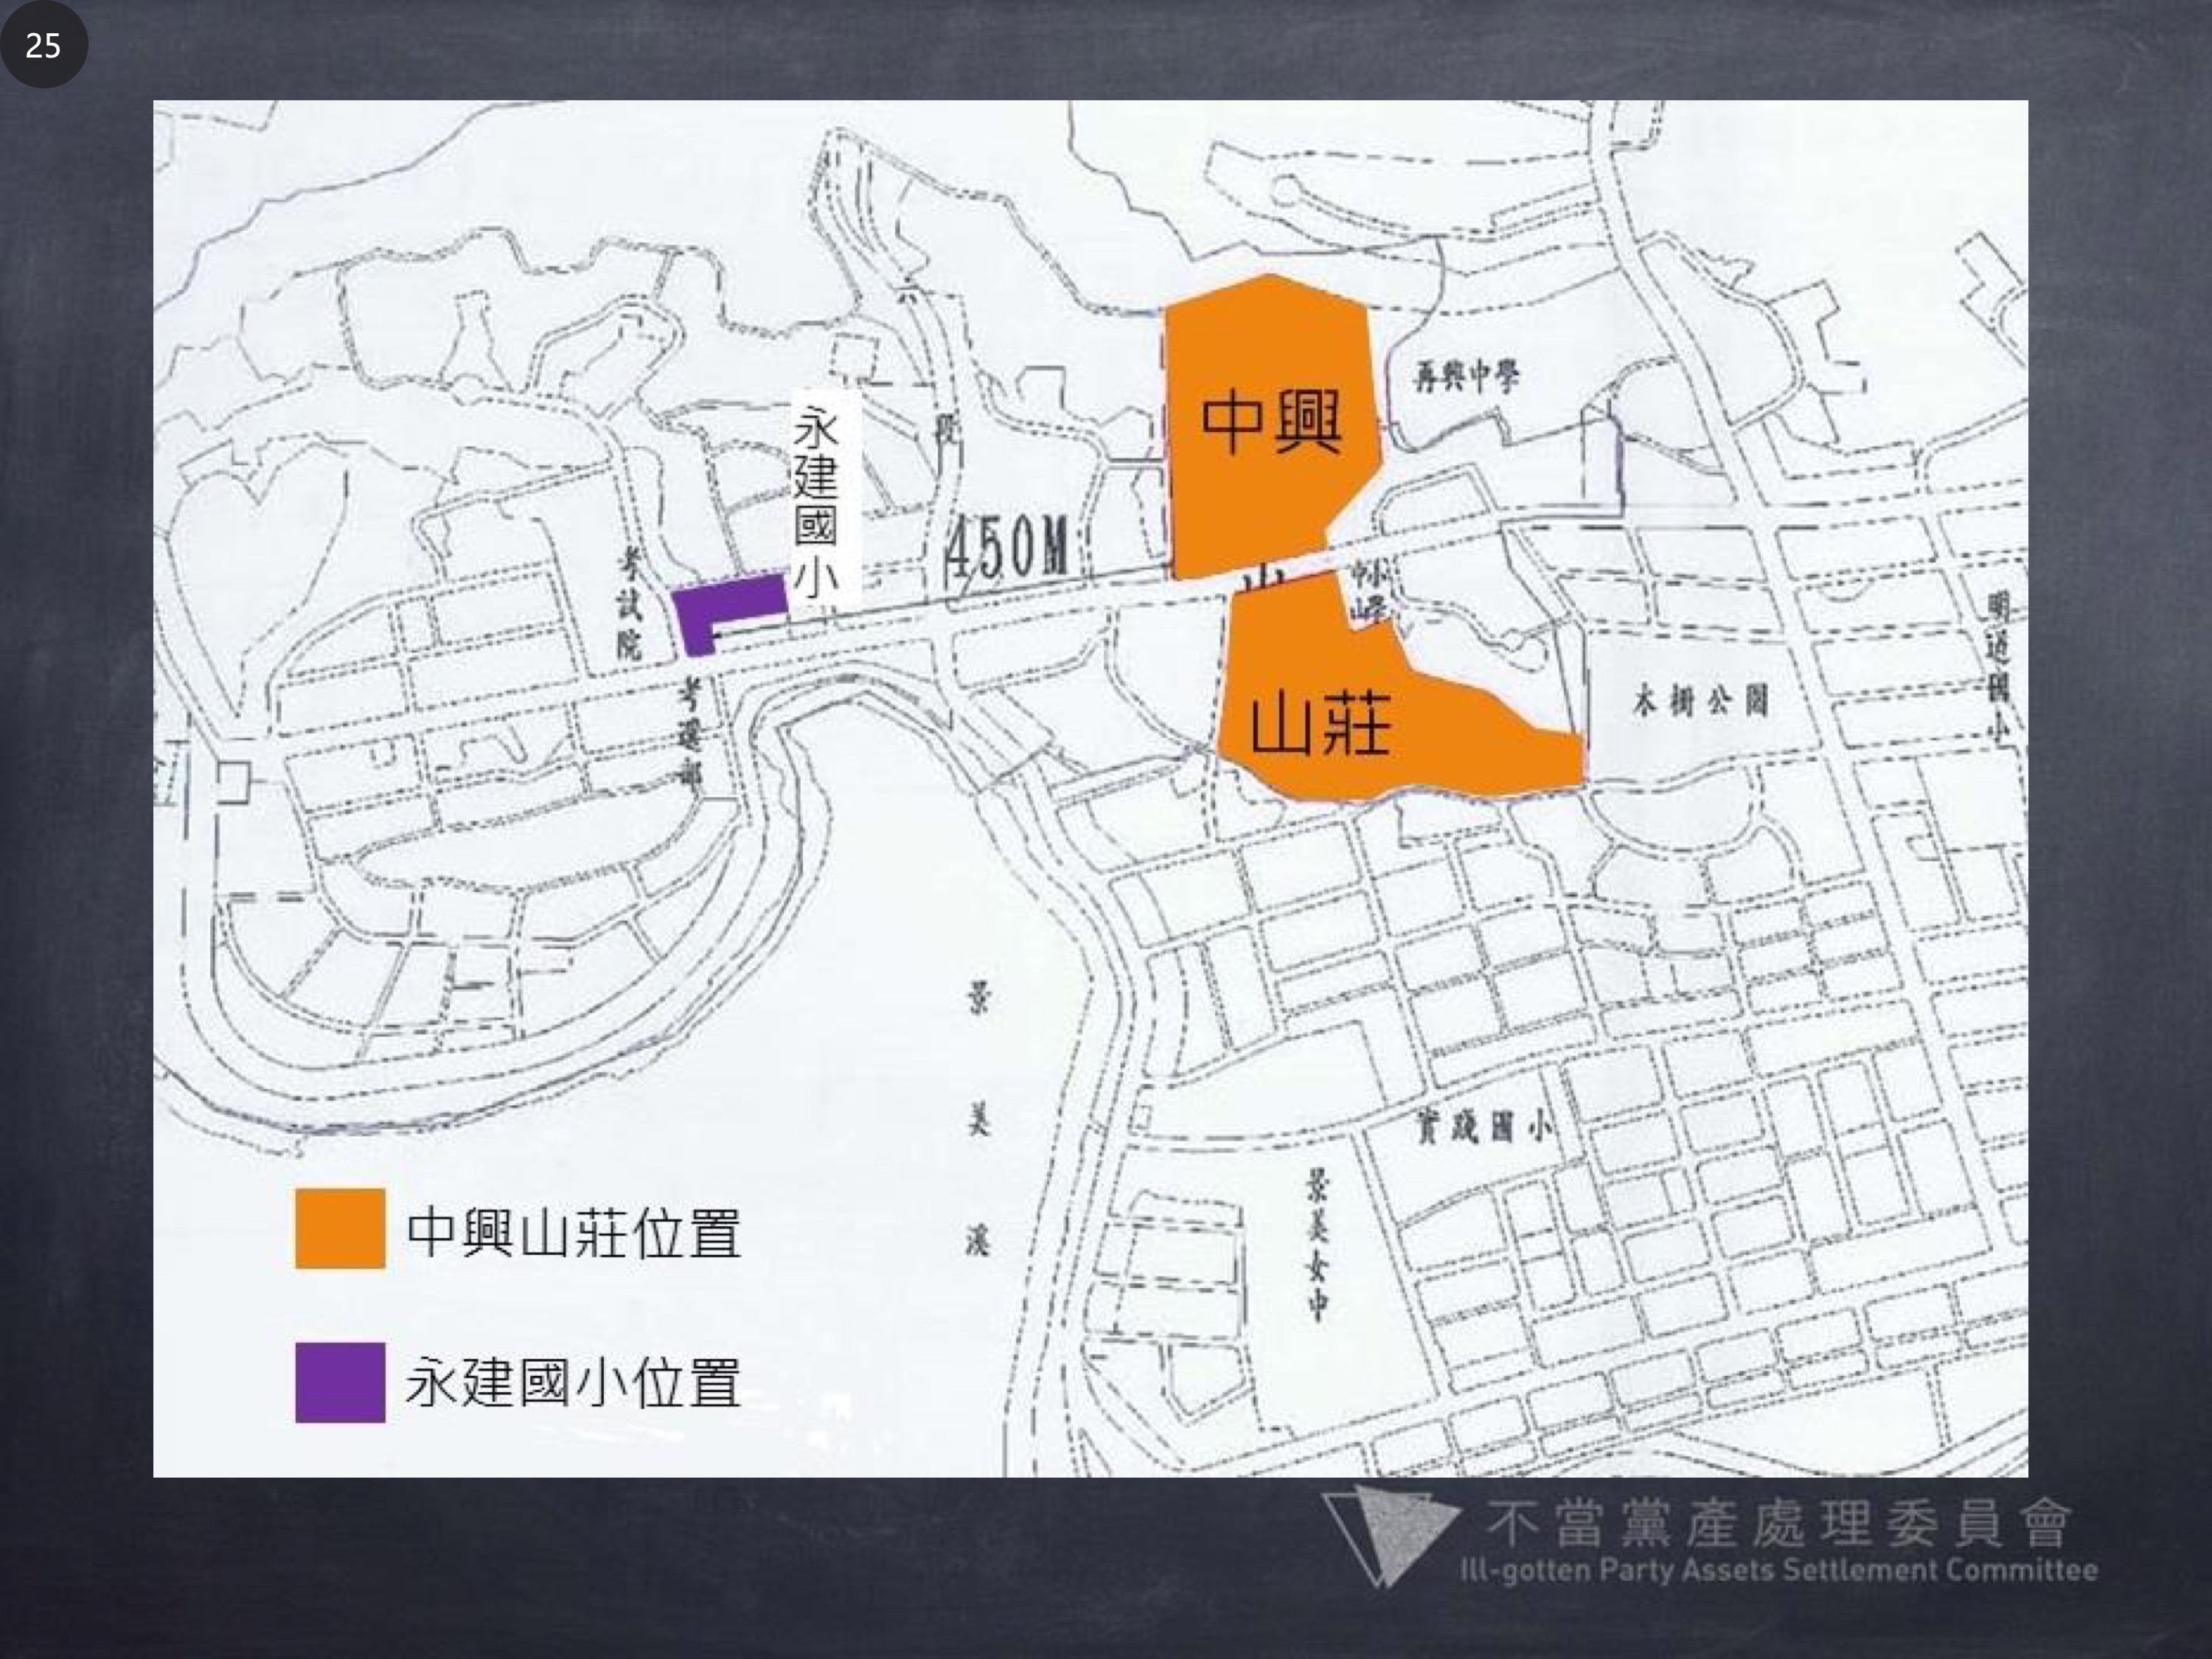 25
再興中學
中興
永建國小
段
450M
考試院
山
中山
小學
明道國小
木柵公園
山莊
考選部
景美溪
實踐國小
景美女中
中興山莊位置
永建國小位置
不當黨產處理委員會
Ill-gotten Party Assets Settlement Committee